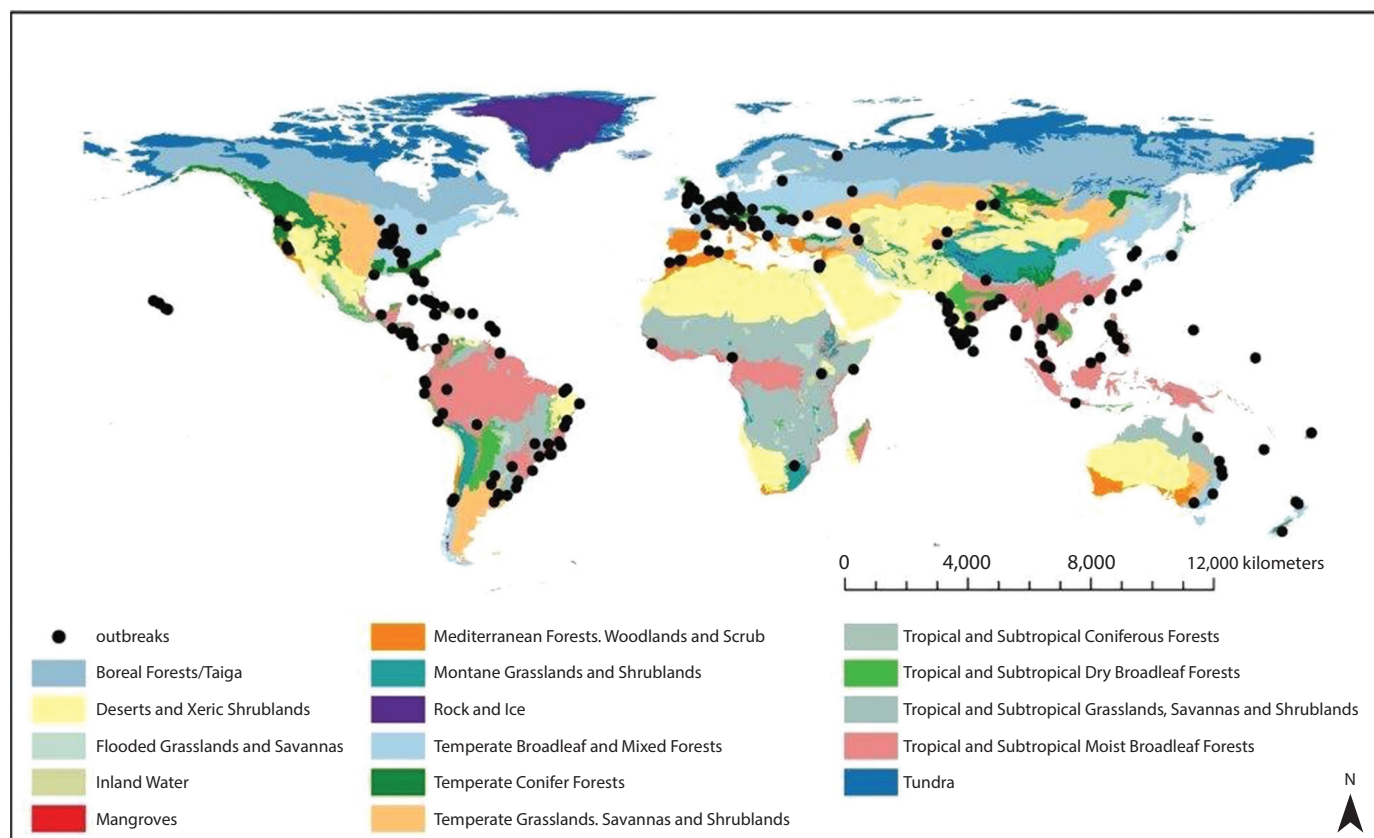 0
4,000
8,000
12,000 kilometers
outbreaks
Boreal Forests/Taiga
Deserts and Xeric Shrublands
Flooded Grasslands and Savannas
Inland Water
Mangroves
Mediterranean Forests. Woodlands and Scrub
Montane Grasslands and Shrublands
Rock and Ice
Temperate Broadleaf and Mixed Forests
Temperate Conifer Forests
Temperate Grasslands. Savannas and Shrublands
Tropical and Subtropical Coniferous Forests
Tropical and Subtropical Dry Broadleaf Forests
Tropical and Subtropical Grasslands, Savannas and Shrublands
Tropical and Subtropical Moist Broadleaf Forests
Tundra
N